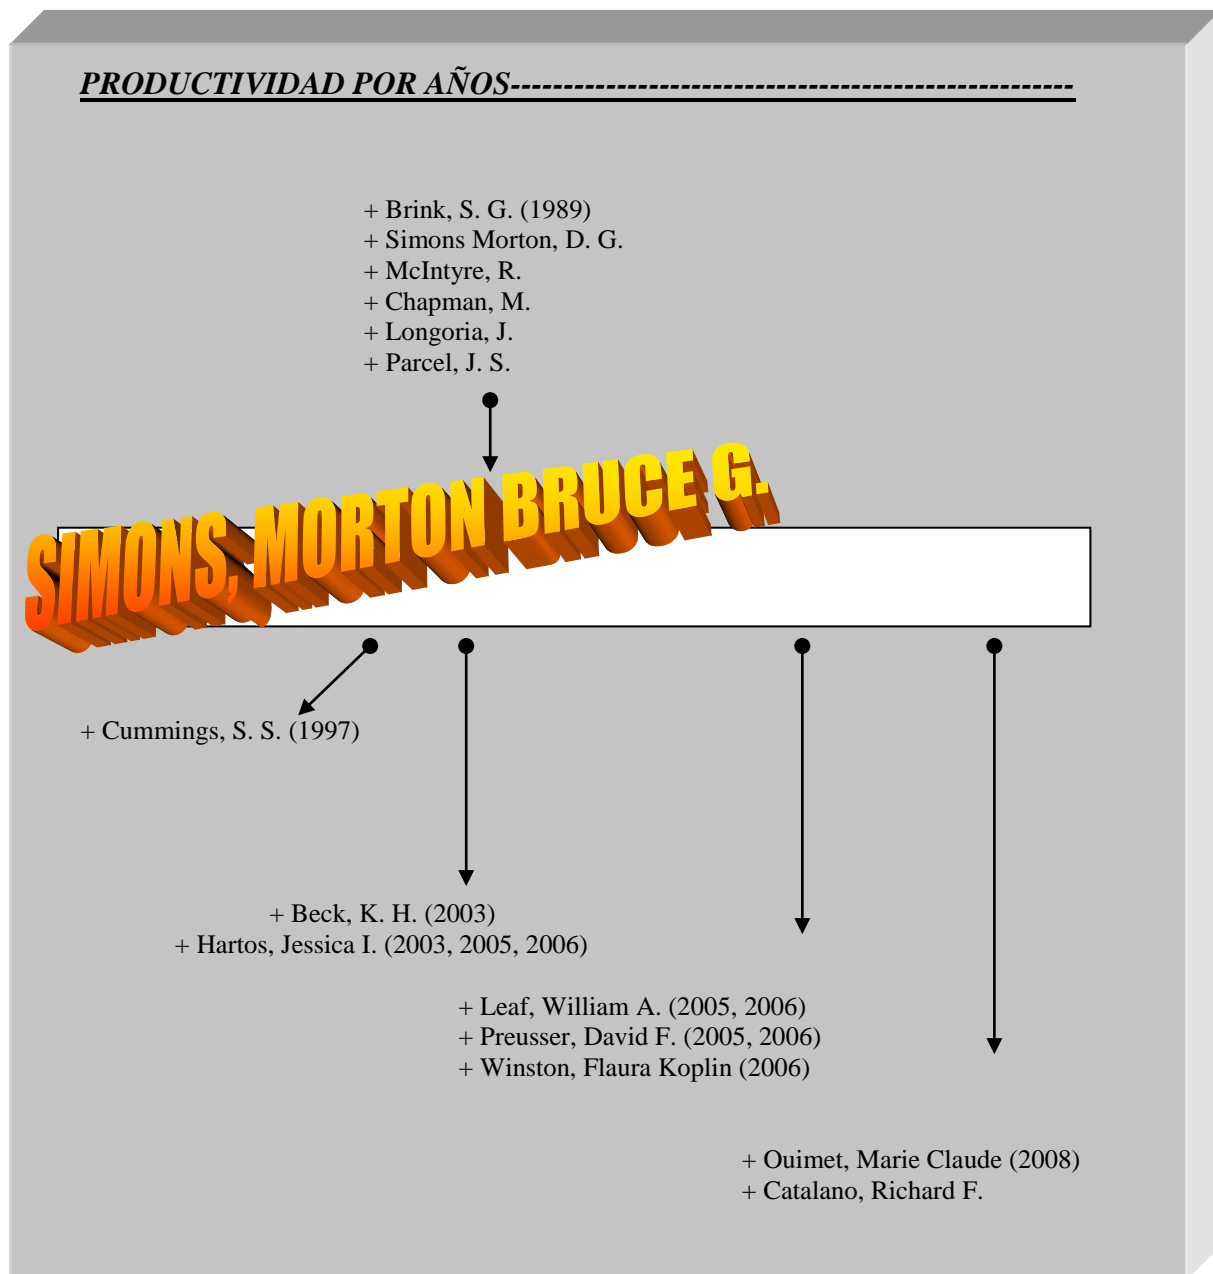 PRODUCTIVIDAD POR AÑOS-----------------------------------------------------
+ Brink, S. G. (1989)
+ Simons Morton, D. G.
+ McIntyre, R.
+ Chapman, M.
+ Longoria, J.
+ Parcel, J. S.
SIMONS, MORTON BRUCE G.
+ Cummings, S. S. (1997)
+ Beck, K. H. (2003)
+ Hartos, Jessica I. (2003, 2005, 2006)
+ Leaf, William A. (2005, 2006)
+ Preusser, David F. (2005, 2006)
+ Winston, Flaura Koplin (2006)
+ Ouimet, Marie Claude (2008)
+ Catalano, Richard F.